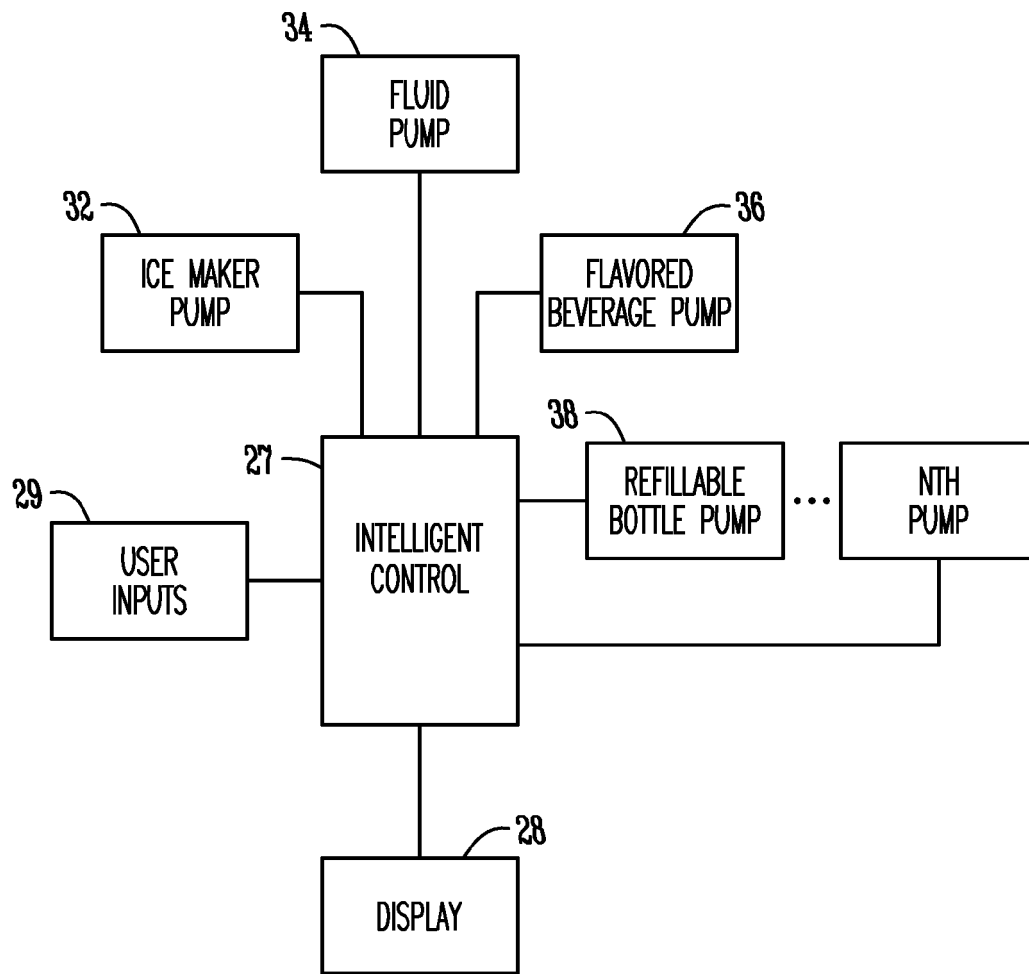 34
FLUID
PUMP
32
ICE MAKER
PUMP
36
FLAVORED
BEVERAGE PUMP
27
INTELLIGENT
CONTROL
38
REFILLABLE
BOTTLE PUMP
•••
NTH
PUMP
29
USER
INPUTS
28
DISPLAY